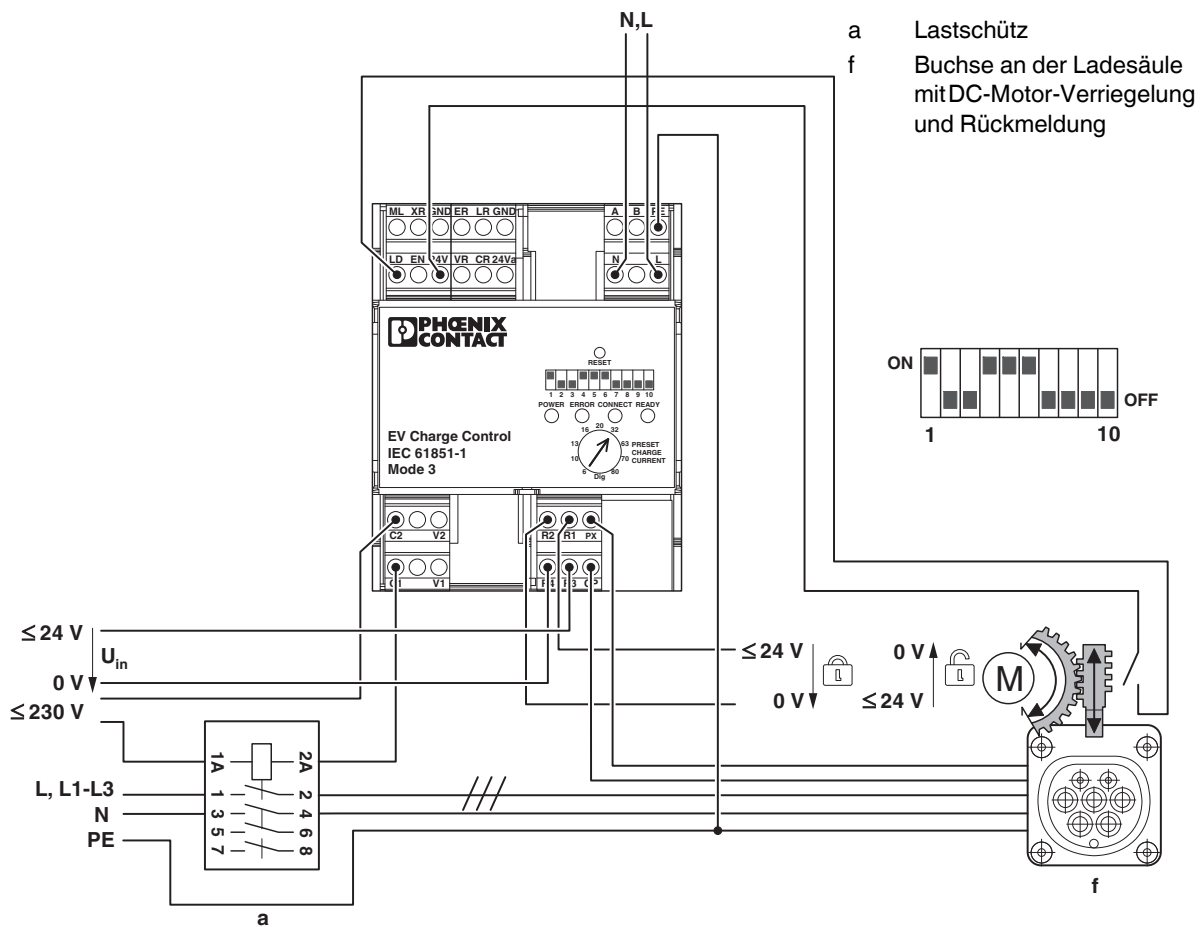 N,L
a Lastschütz
f Buchse an der Ladesäule
mit DC-Motor-Verriegelung
und Rückmeldung
ML XR GND ER LR GND
A B PE
LD EN 24V VR CR 24Va
N L
PHŒNIX
CONTACT
RESET
1 2 3 4 5 6 7 8 9 10
POWER ERROR CONNECT READY
EV Charge Control
IEC 61851-1
Mode 3
6 10 13 16 20 32 63 70 80 Dig
PRESET
CHARGE
CURRENT
ON
OFF
1 10
C2 V2
R2 R1 PX
C1 V1
R4 R3 CP
≤ 24 V
Uin
0 V
≤ 230 V
≤ 24 V
0 V
0 V
≤ 24 V
M
1A 2A
1 2
3 4
5 6
7 8
L, L1-L3
N
PE
a
f